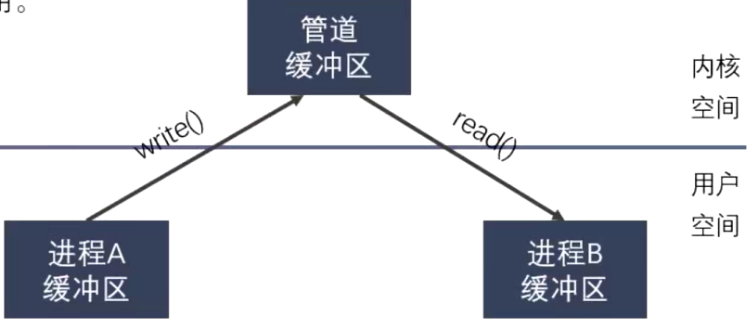 用。
管道
缓冲区
内核
空间
write()
read()
用户
空间
进程A
缓冲区
进程B
缓冲区